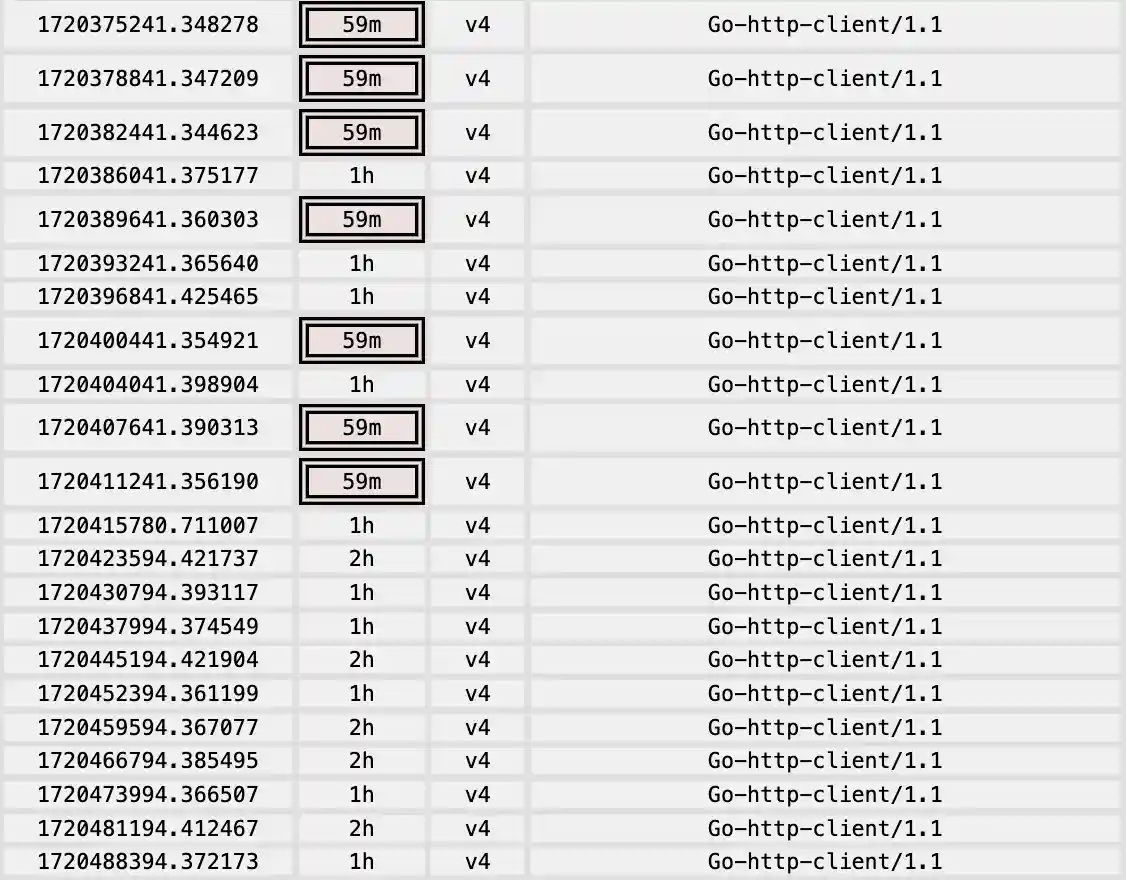 1720375241.348278 59m v4 Go-http-client/1.1
1720378841.347209 59m v4 Go-http-client/1.1
1720382441.344623 59m v4 Go-http-client/1.1
1720386041.375177 1h v4 Go-http-client/1.1
1720389641.360303 59m v4 Go-http-client/1.1
1720393241.365640 1h v4 Go-http-client/1.1
1720396841.425465 1h v4 Go-http-client/1.1
1720400441.354921 59m v4 Go-http-client/1.1
1720404041.398904 1h v4 Go-http-client/1.1
1720407641.390313 59m v4 Go-http-client/1.1
1720411241.356190 59m v4 Go-http-client/1.1
1720415780.711007 1h v4 Go-http-client/1.1
1720423594.421737 2h v4 Go-http-client/1.1
1720430794.393117 1h v4 Go-http-client/1.1
1720437994.374549 1h v4 Go-http-client/1.1
1720445194.421904 2h v4 Go-http-client/1.1
1720452394.361199 1h v4 Go-http-client/1.1
1720459594.367077 2h v4 Go-http-client/1.1
1720466794.385495 2h v4 Go-http-client/1.1
1720473994.366507 1h v4 Go-http-client/1.1
1720481194.412467 2h v4 Go-http-client/1.1
1720488394.372173 1h v4 Go-http-client/1.1